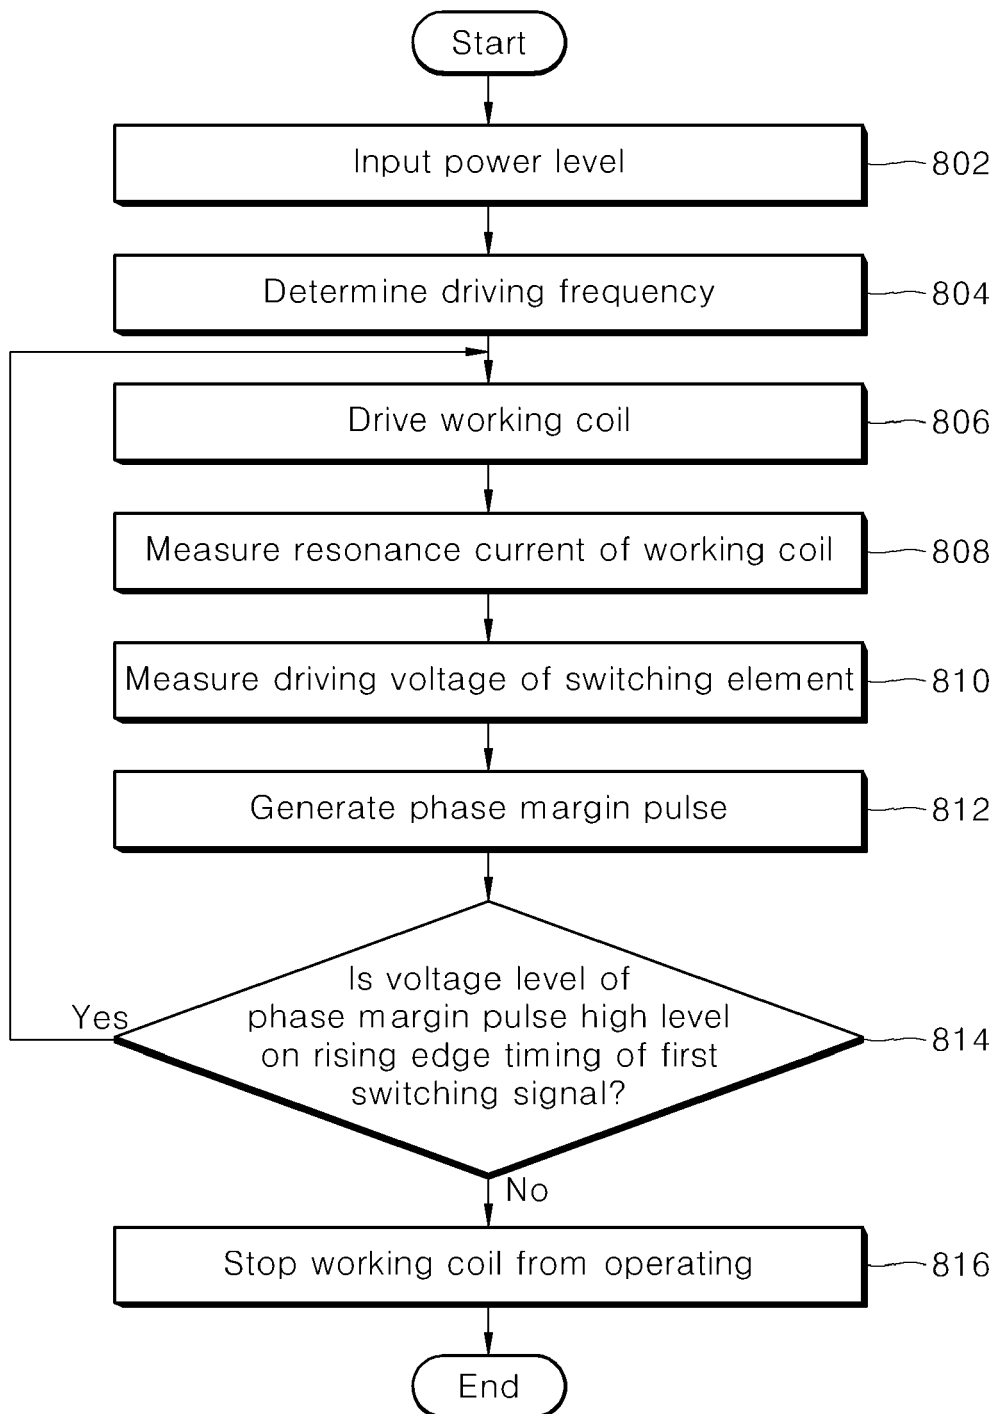 Start
Input power level
802
Determine driving frequency
804
Drive working coil
806
Measure resonance current of working coil
808
Measure driving voltage of switching element
810
Generate phase margin pulse
812
Is voltage level of
phase margin pulse high level
on rising edge timing of first
switching signal?
Yes
814
No
Stop working coil from operating
816
End